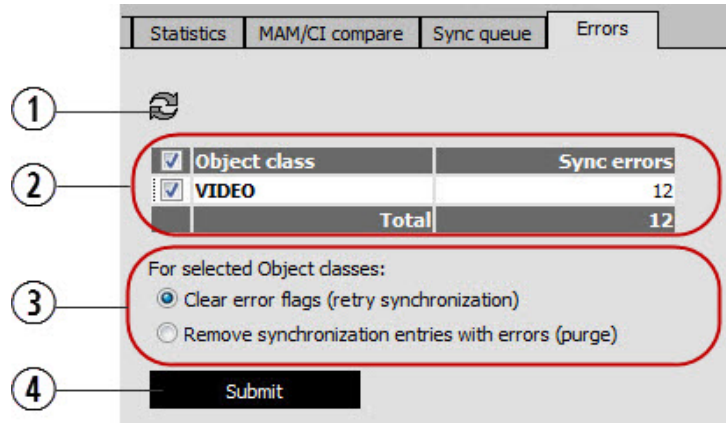 Statistics MAM/CI compare Sync queue Errors
1
2
Object class Sync errors
VIDEO 12
Total 12
3
For selected Object classes:
Clear error flags (retry synchronization)
Remove synchronization entries with errors (purge)
4
Submit